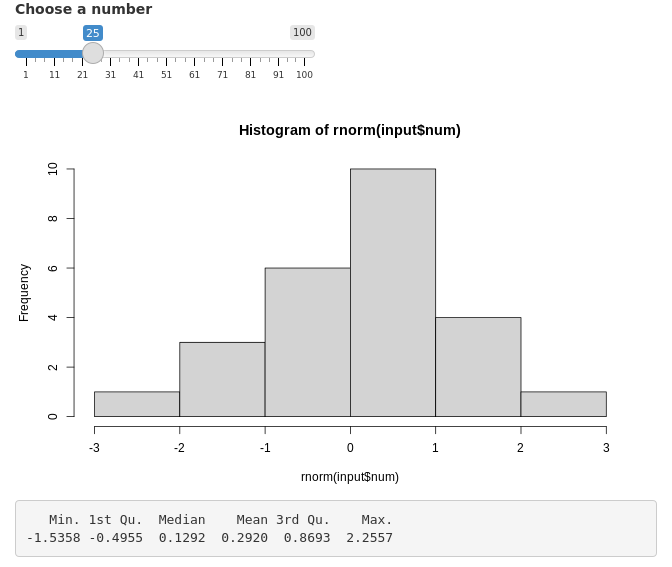 Choose a number
1 25 100
1 11 21 31 41 51 61 71 81 91 100
Histogram of rnorm(input$num)
Frequency
10
8
6
4
2
0
-3 -2 -1 0 1 2 3
rnorm(input$num)
Min. 1st Qu. Median Mean 3rd Qu. Max.
-1.5358 -0.4955 0.1292 0.2920 0.8693 2.2557